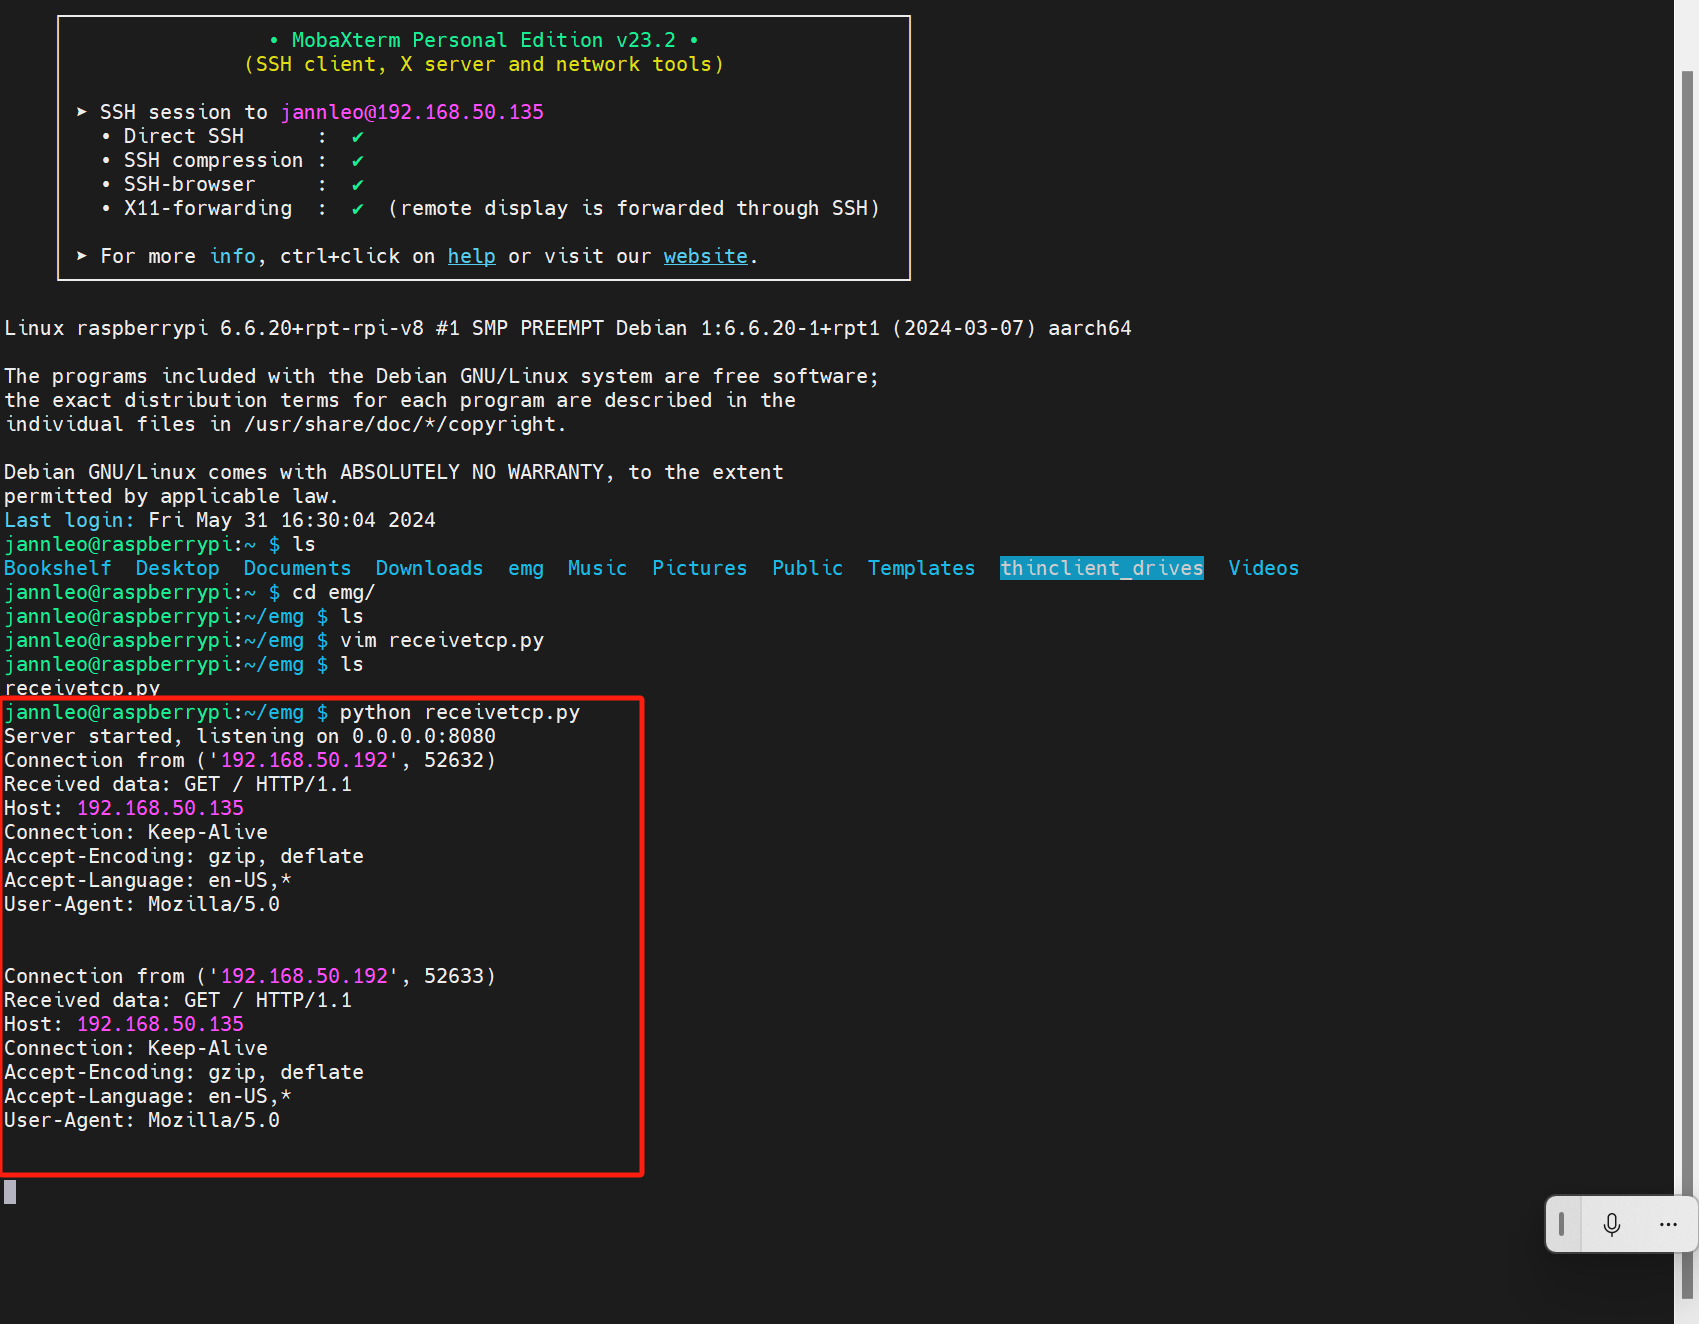 • MobaXterm Personal Edition v23.2 •
(SSH client, X server and network tools)
➤ SSH session to jannleo@192.168.50.135
• Direct SSH      :  ✔
• SSH compression :  ✔
• SSH-browser     :  ✔
• X11-forwarding  :  ✔  (remote display is forwarded through SSH)
➤ For more info, ctrl+click on help or visit our website.
Linux raspberrypi 6.6.20+rpt-rpi-v8 #1 SMP PREEMPT Debian 1:6.6.20-1+rpt1 (2024-03-07) aarch64
The programs included with the Debian GNU/Linux system are free software;
the exact distribution terms for each program are described in the
individual files in /usr/share/doc/*/copyright.
Debian GNU/Linux comes with ABSOLUTELY NO WARRANTY, to the extent
permitted by applicable law.
Last login: Fri May 31 16:30:04 2024
jannleo@raspberrypi:~ $ ls
Bookshelf  Desktop  Documents  Downloads  emg  Music  Pictures  Public  Templates  thinclient_drives  Videos
jannleo@raspberrypi:~ $ cd emg/
jannleo@raspberrypi:~/emg $ ls
jannleo@raspberrypi:~/emg $ vim receivetcp.py
jannleo@raspberrypi:~/emg $ ls
receivetcp.py
jannleo@raspberrypi:~/emg $ python receivetcp.py
Server started, listening on 0.0.0.0:8080
Connection from ('192.168.50.192', 52632)
Received data: GET / HTTP/1.1
Host: 192.168.50.135
Connection: Keep-Alive
Accept-Encoding: gzip, deflate
Accept-Language: en-US,*
User-Agent: Mozilla/5.0
Connection from ('192.168.50.192', 52633)
Received data: GET / HTTP/1.1
Host: 192.168.50.135
Connection: Keep-Alive
Accept-Encoding: gzip, deflate
Accept-Language: en-US,*
User-Agent: Mozilla/5.0